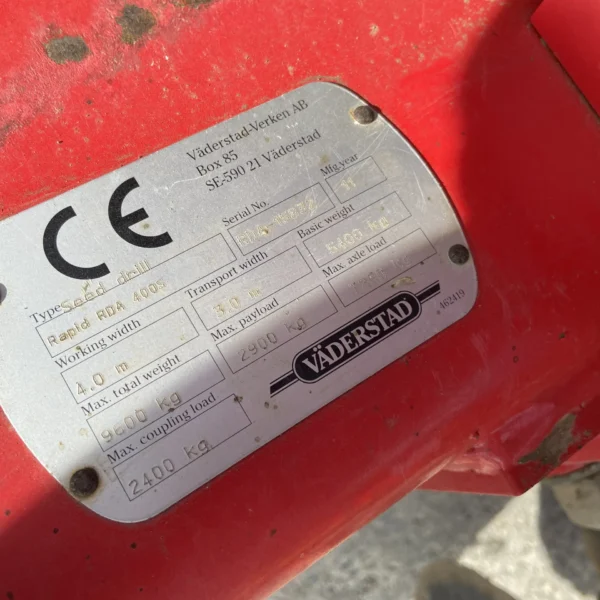 Väderstad-Verken AB
Box 85
SE-590 21 Väderstad
CE
Type Seed drill
Rapid RDA 400S
Serial No.
Mfg.year
11
Working width
4.0 m
Transport width
3.0 m
Basic weight
kg
Max. total weight
kg
Max. payload
2900 kg
Max. axle load
Max. coupling load
2400 kg
VÄDERSTAD
462419